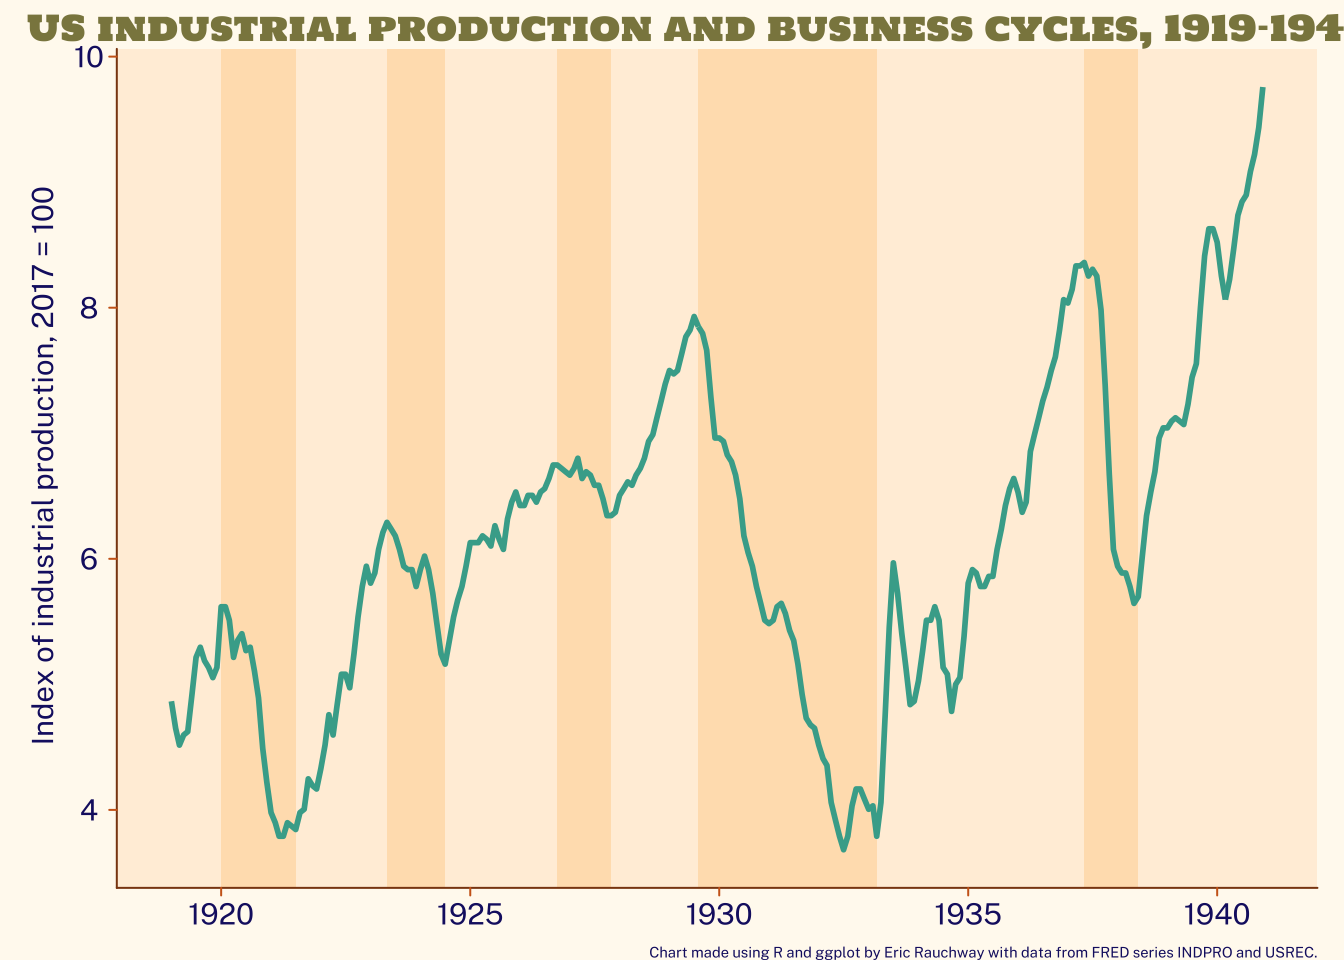 US INDUSTRIAL PRODUCTION AND BUSINESS CYCLES, 1919-194
10
8
6
4
Index of industrial production, 2017 = 100
1920 1925 1930 1935 1940
Chart made using R and ggplot by Eric Rauchway with data from FRED series INDPRO and USREC.